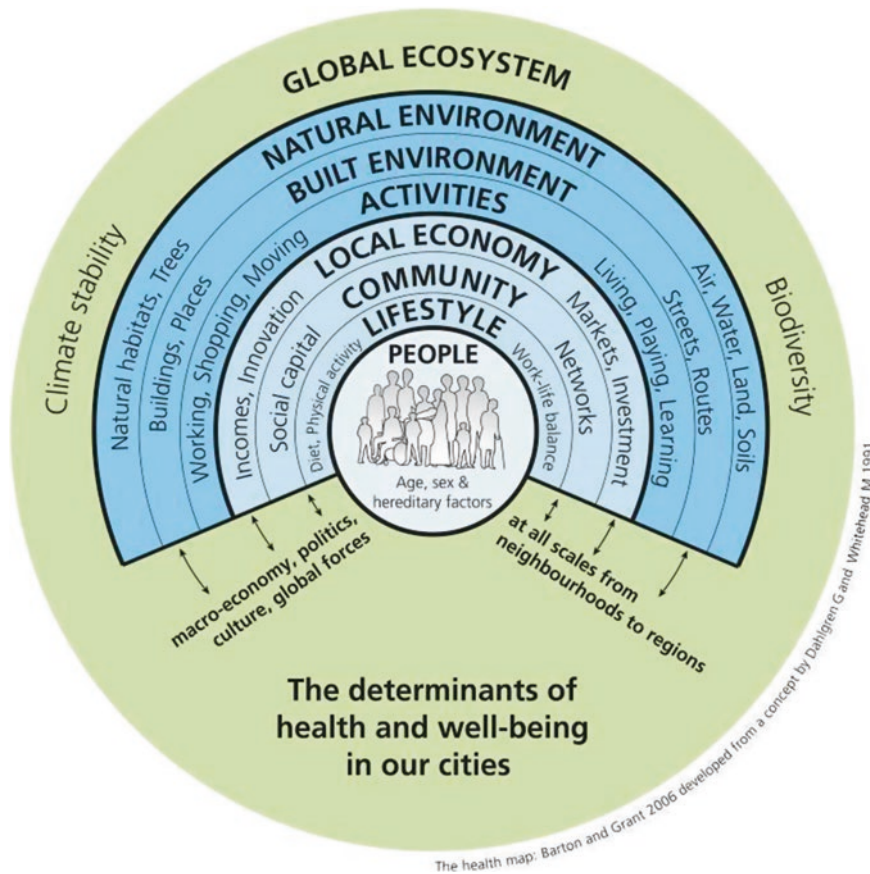 GLOBAL ECOSYSTEM
NATURAL ENVIRONMENT
BUILT ENVIRONMENT
ACTIVITIES
LOCAL ECONOMY
COMMUNITY
LIFESTYLE
PEOPLE
Age, sex &
hereditary factors
Climate stability
Natural habitats, Trees
Buildings, Places
Working, Shopping, Moving
Incomes, Innovation
Social capital
Diet, Physical activity
Work-life balance
Networks
Markets, Investment
Living, Playing, Learning
Streets, Routes
Air, Water, Land, Soils
Biodiversity
macro-economy, politics,
culture, global forces
at all scales from
neighbourhoods to regions
The determinants of
health and well-being
in our cities
The health map: Barton and Grant 2006 developed from a concept by Dahlgren G and Whitehead M 1991